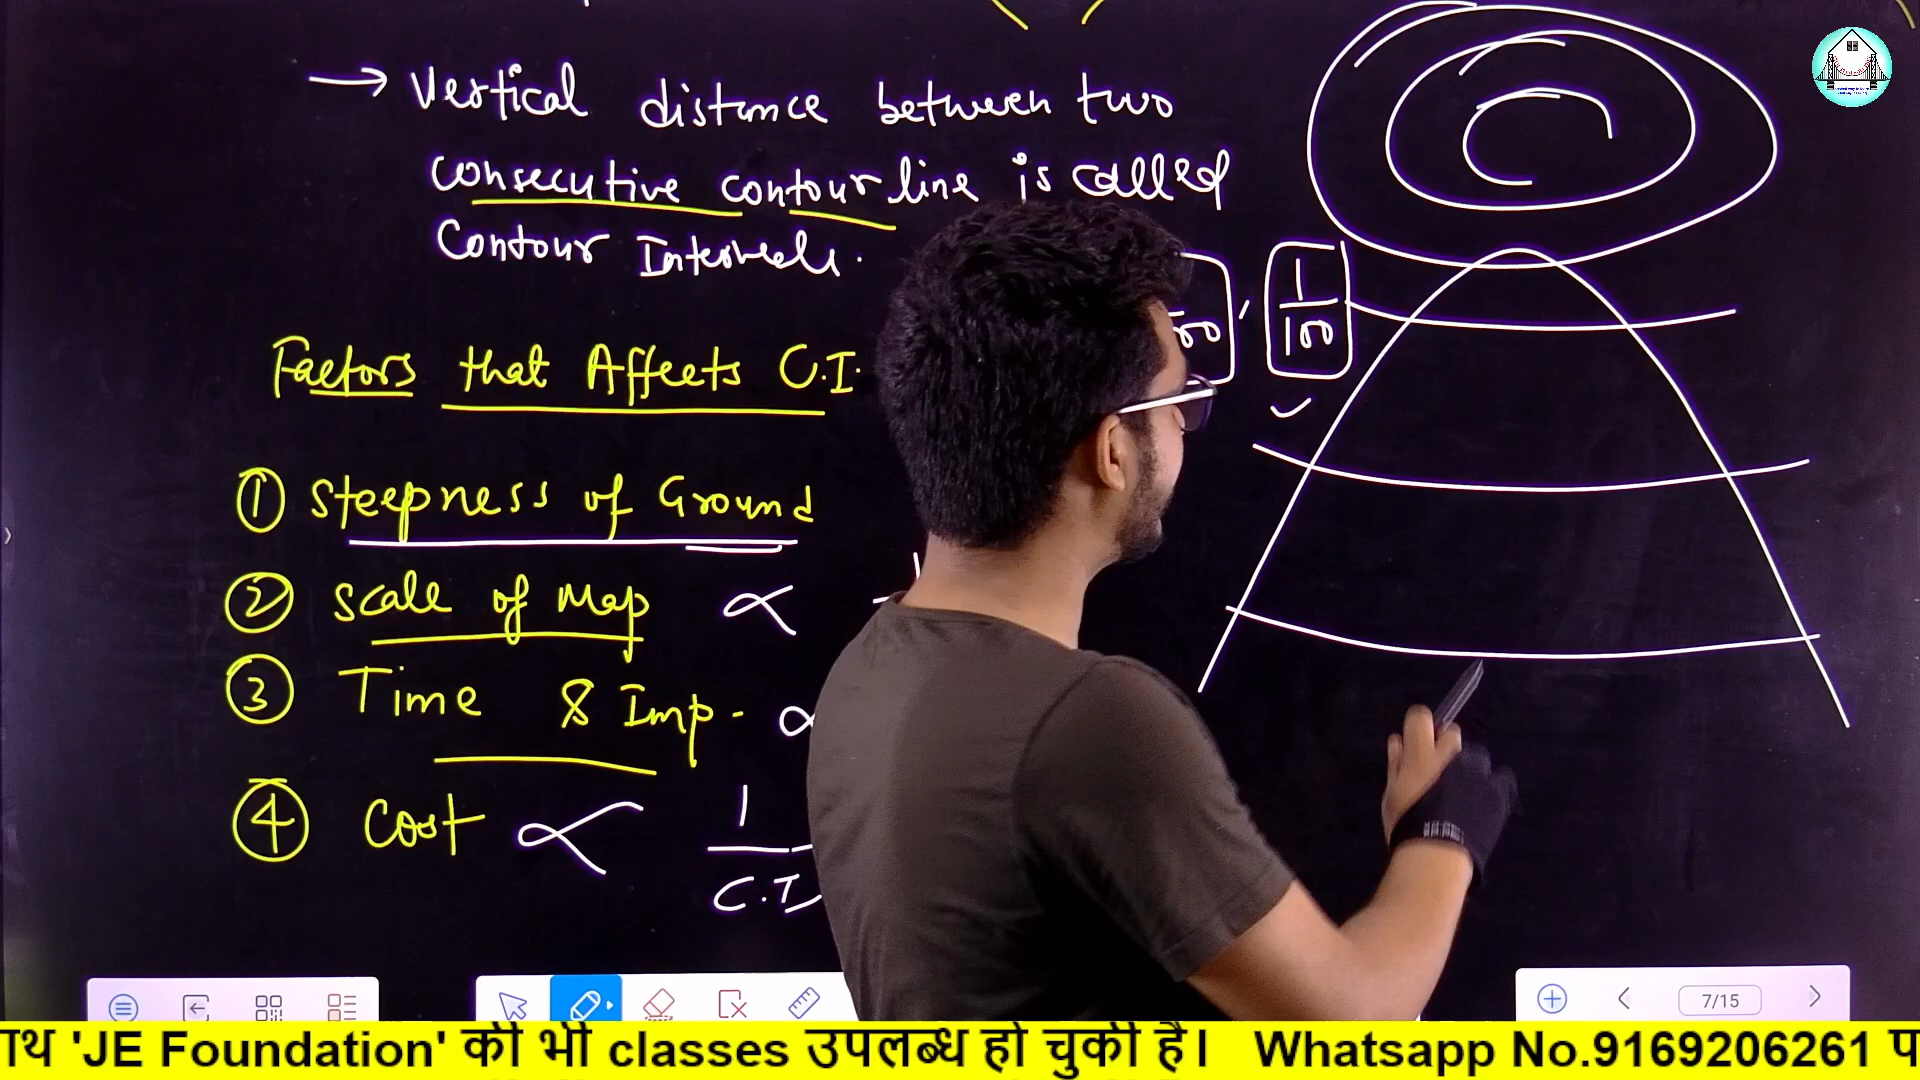 → Vertical distance between two
consecutive contour line is called
Contour Intervals.
1/100
Factors that Affects C.I.
① Steepness of Ground
② Scale of Map ∝
③ Time & Imp. ∝
④ Cost ∝ 1/C.I
7/15
'JE Foundation' की भी classes उपलब्ध हो चुकी है। Whatsapp No.9169206261